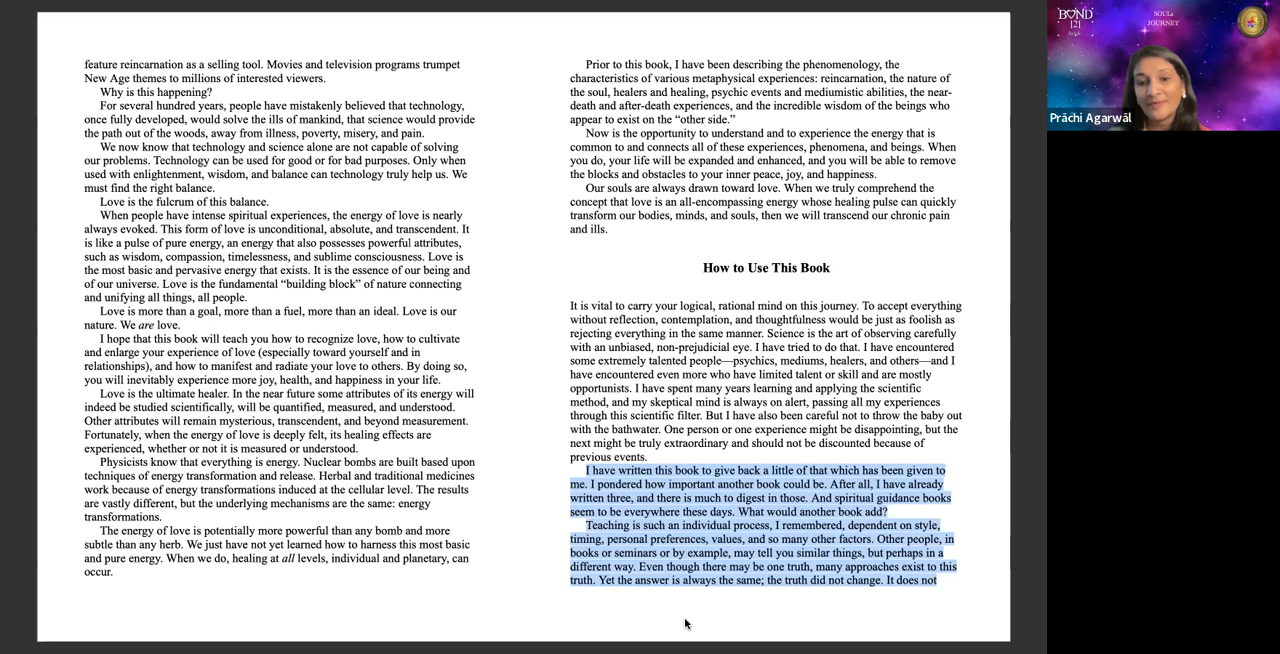 feature reincarnation as a selling tool. Movies and television programs trumpet
New Age themes to millions of interested viewers.
Why is this happening?
For several hundred years, people have mistakenly believed that technology,
once fully developed, would solve the ills of mankind, that science would provide
the path out of the woods, away from illness, poverty, misery, and pain.
We now know that technology and science alone are not capable of solving
our problems. Technology can be used for good or for bad purposes. Only when
used with enlightenment, wisdom, and balance can technology truly help us. We
must find the right balance.
Love is the fulcrum of this balance.
When people have intense spiritual experiences, the energy of love is nearly
always evoked. This form of love is unconditional, absolute, and transcendent. It
is like a pulse of pure energy, an energy that also possesses powerful attributes,
such as wisdom, compassion, timelessness, and sublime consciousness. Love is
the most basic and pervasive energy that exists. It is the essence of our being and
of our universe. Love is the fundamental “building block” of nature connecting
and unifying all things, all people.
Love is more than a goal, more than a fuel, more than an ideal. Love is our
nature. We are love.
I hope that this book will teach you how to recognize love, how to cultivate
and enlarge your experience of love (especially toward yourself and in
relationships), and how to manifest and radiate your love to others. By doing so,
you will inevitably experience more joy, health, and happiness in your life.
Love is the ultimate healer. In the near future some attributes of its energy will
indeed be studied scientifically, will be quantified, measured, and understood.
Other attributes will remain mysterious, transcendent, and beyond measurement.
Fortunately, when the energy of love is deeply felt, its healing effects are
experienced, whether or not it is measured or understood.
Physicists know that everything is energy. Nuclear bombs are built based upon
techniques of energy transformation and release. Herbal and traditional medicines
work because of energy transformations induced at the cellular level. The results
are vastly different, but the underlying mechanisms are the same: energy
transformations.
The energy of love is potentially more powerful than any bomb and more
subtle than any herb. We just have not yet learned how to harness this most basic
and pure energy. When we do, healing at all levels, individual and planetary, can
occur.
Prior to this book, I have been describing the phenomenology, the
characteristics of various metaphysical experiences: reincarnation, the nature of
the soul, healers and healing, psychic events and mediumistic abilities, the near-
death and after-death experiences, and the incredible wisdom of the beings who
appear to exist on the “other side.”
Now is the opportunity to understand and to experience the energy that is
common to and connects all of these experiences, phenomena, and beings. When
you do, your life will be expanded and enhanced, and you will be able to remove
the blocks and obstacles to your inner peace, joy, and happiness.
Our souls are always drawn toward love. When we truly comprehend the
concept that love is an all-encompassing energy whose healing pulse can quickly
transform our bodies, minds, and souls, then we will transcend our chronic pain
and ills.
How to Use This Book
It is vital to carry your logical, rational mind on this journey. To accept everything
without reflection, contemplation, and thoughtfulness would be just as foolish as
rejecting everything in the same manner. Science is the art of observing carefully
with an unbiased, non-prejudicial eye. I have tried to do that. I have encountered
some extremely talented people—psychics, mediums, healers, and others—and I
have encountered even more who have limited talent or skill and are mostly
opportunists. I have spent many years learning and applying the scientific
method, and my skeptical mind is always on alert, passing all my experiences
through this scientific filter. But I have also been careful not to throw the baby out
with the bathwater. One person or one experience might be disappointing, but the
next might be truly extraordinary and should not be discounted because of
previous events.
I have written this book to give back a little of that which has been given to
me. I pondered how important another book could be. After all, I have already
written three, and there is much to digest in those. And spiritual guidance books
seem to be everywhere these days. What would another book add?
Teaching is such an individual process, I remembered, dependent on style,
timing, personal preferences, values, and so many other factors. Other people, in
books or seminars or by example, may tell you similar things, but perhaps in a
different way. Even though there may be one truth, many approaches exist to this
truth. Yet the answer is always the same; the truth did not change. It does not
BOND
121
SOULs
JOURNEY
Prāchi Agarwāl